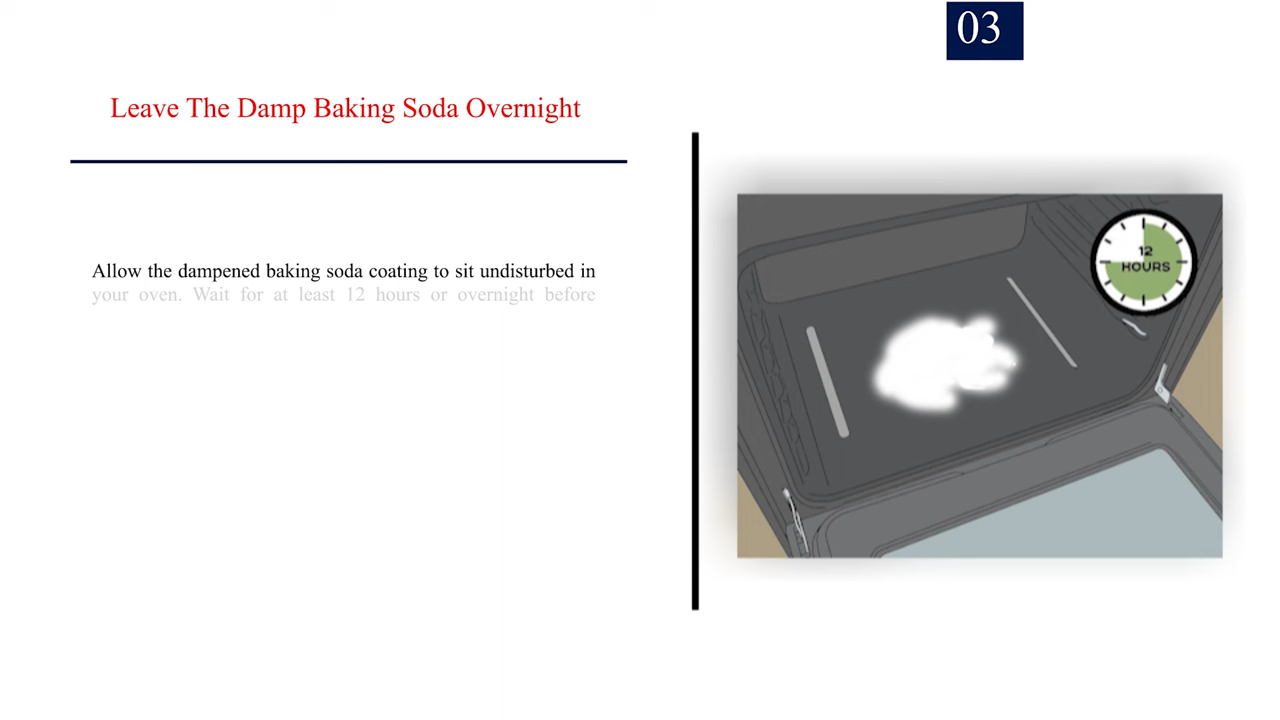 03
Leave The Damp Baking Soda Overnight
Allow the dampened baking soda coating to sit undisturbed in
your oven. Wait for at least 12 hours or overnight before
12
HOURS